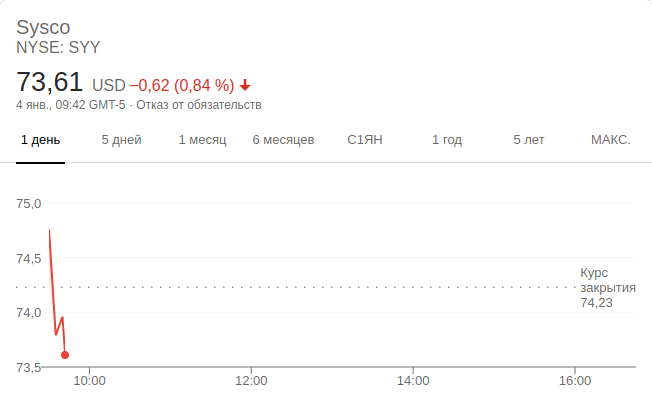 Sysco
NYSE: SYY
73,61 USD −0,62 (0,84 %)
4 янв., 09:42 GMT-5 · Отказ от обязательств
1 день 5 дней 1 месяц 6 месяцев С1ЯН 1 год 5 лет МАКС.
75,0
74,5
Курс
закрытия
74,23
74,0
73,5
10:00 12:00 14:00 16:00